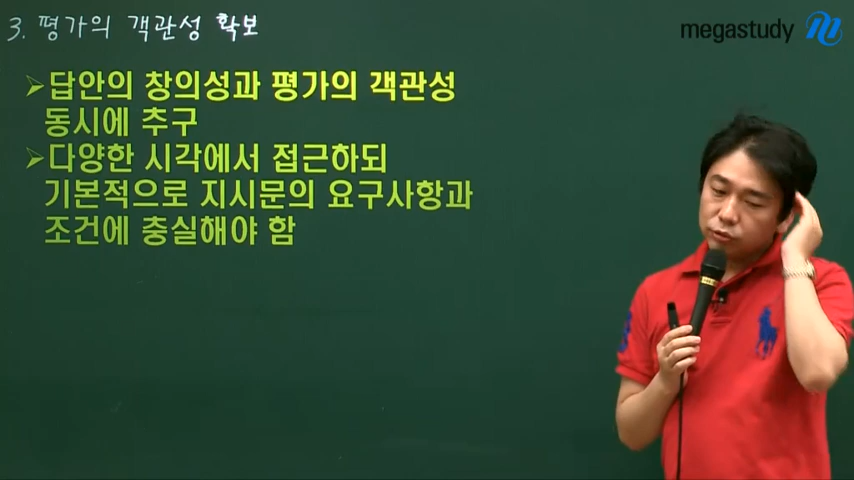 3. 평가의 객관성 확보
megastudy
➢답안의 창의성과 평가의 객관성
동시에 추구
➢다양한 시각에서 접근하되
기본적으로 지시문의 요구사항과
조건에 충실해야 함